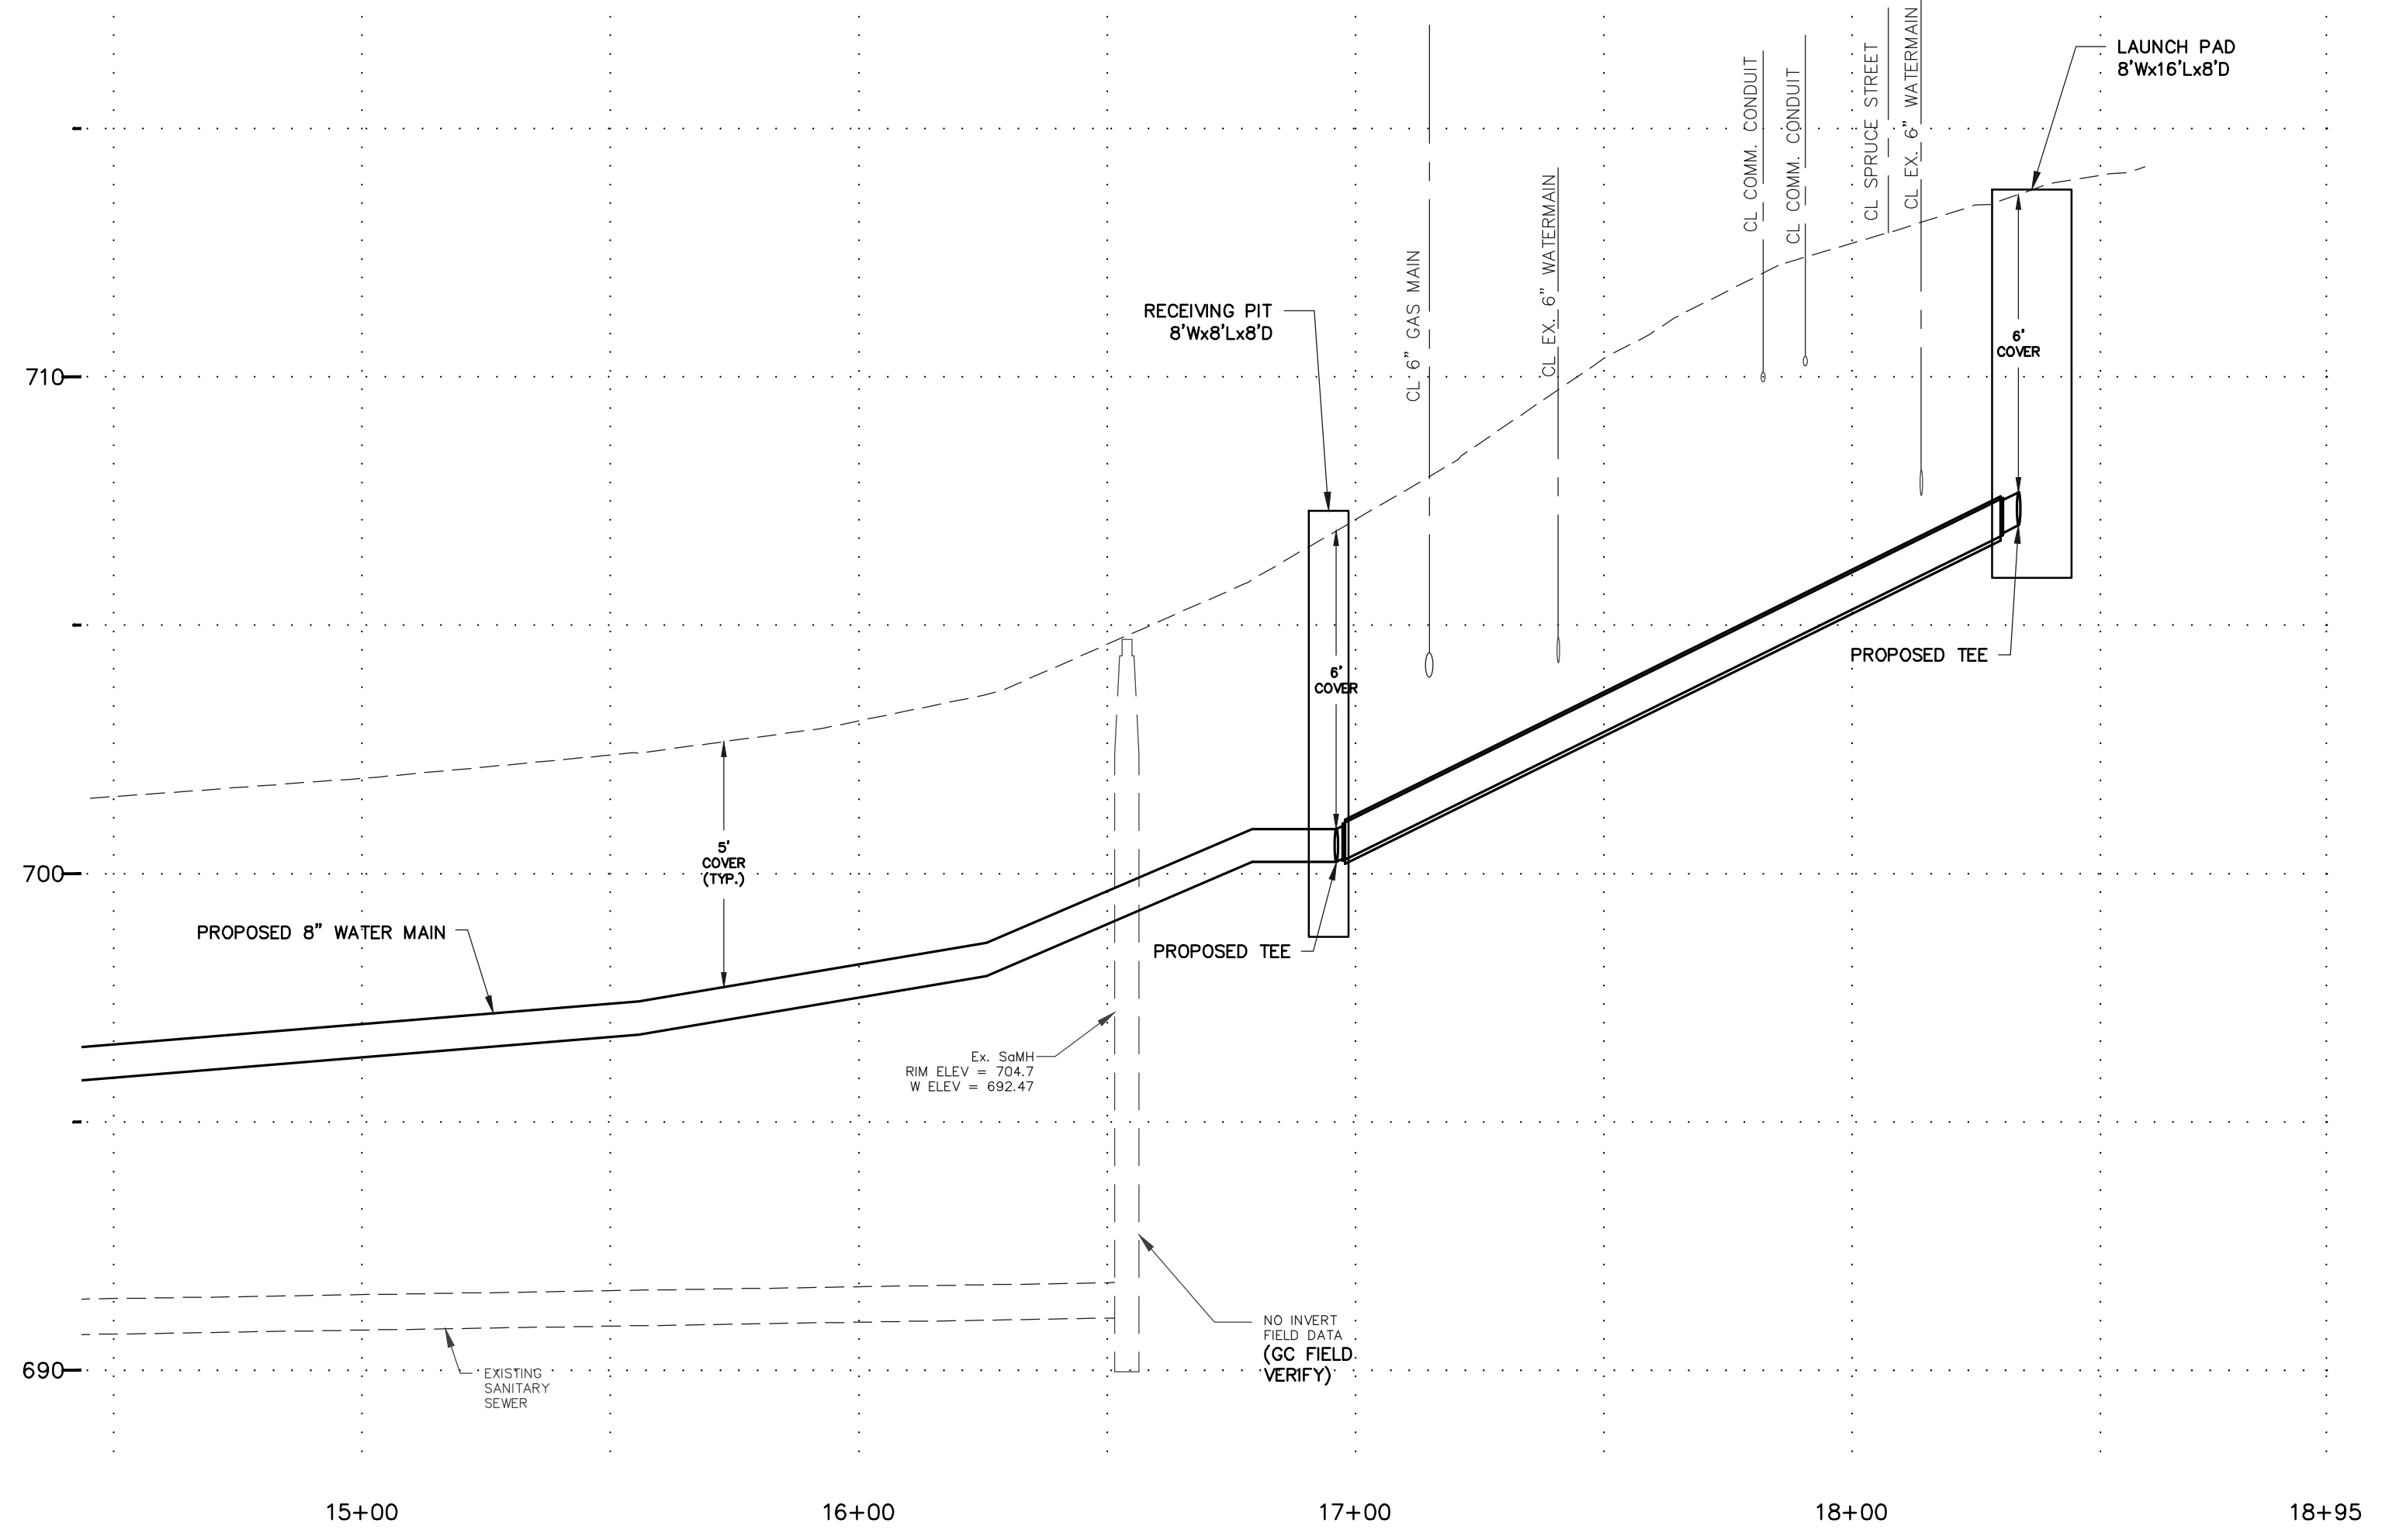 LAUNCH PAD
8'Wx16'Lx8'D
CL COMM. CONDUIT
CL COMM. CONDUIT
CL SPRUCE STREET
CL EX. 6" WATERMAIN
RECEIVING PIT
8'Wx8'Lx8'D
CL 6" GAS MAIN
CL EX. 6" WATERMAIN
710
6'
COVER
PROPOSED TEE
6'
COVER
5'
COVER
(TYP.)
700
PROPOSED 8" WATER MAIN
PROPOSED TEE
Ex. SaMH
RIM ELEV = 704.7
W ELEV = 692.47
NO INVERT
FIELD DATA
(GC FIELD
VERIFY)
690
EXISTING
SANITARY
SEWER
15+00
16+00
17+00
18+00
18+95